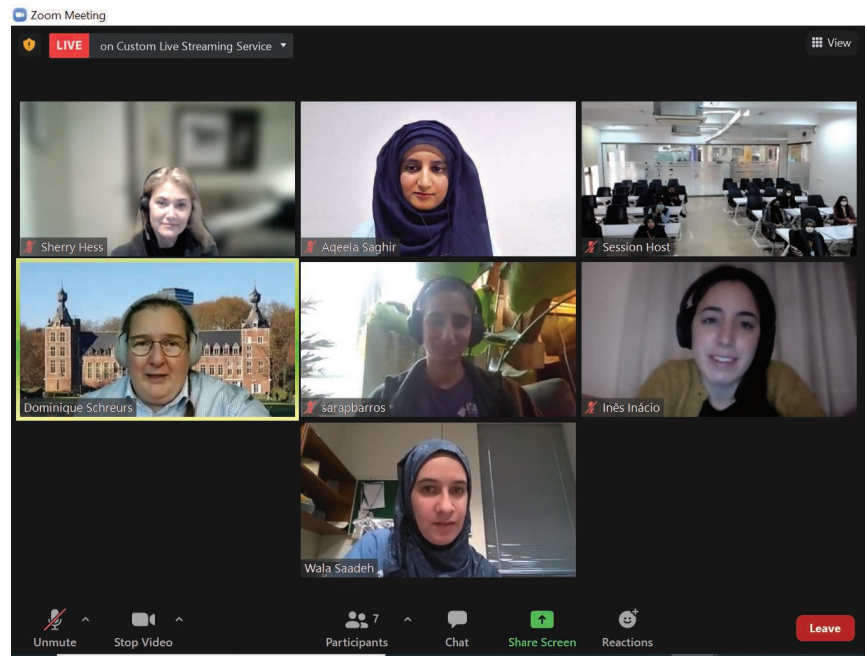 Zoom Meeting
LIVE on Custom Live Streaming Service
View
Sherry Hess
Aqeela Saghir
Session Host
Dominique Schreurs
sarapbarros
Inês Inácio
Wala Saadeh
Unmute
Stop Video
7
Participants
Chat
Share Screen
Reactions
Leave